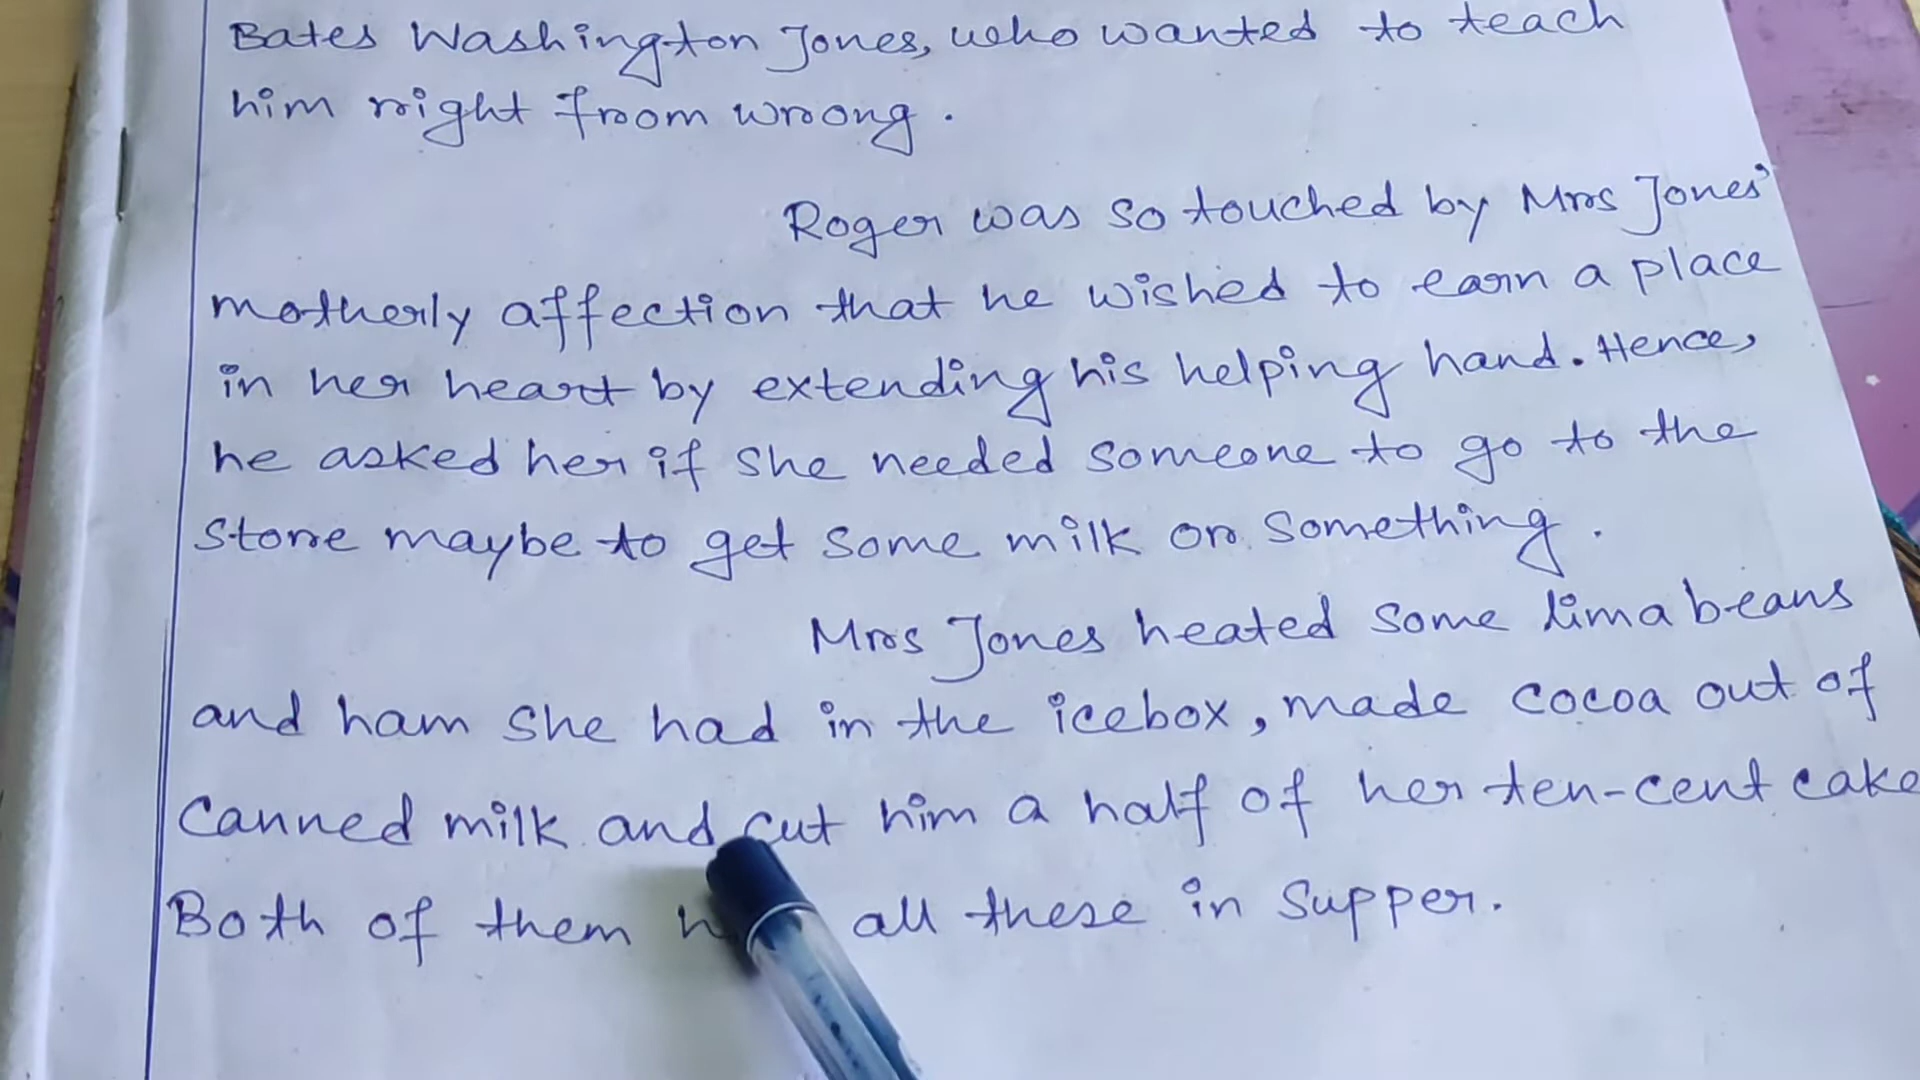 Bates Washington Jones, who wanted to teach
him right from wrong.
Roger was so touched by Mrs Jones'
motherly affection that he wished to earn a place
in her heart by extending his helping hand. Hence,
he asked her if she needed someone to go to the
store maybe to get some milk or something.
Mrs Jones heated some lima beans
and ham she had in the icebox, made cocoa out of
canned milk and cut him a half of her ten-cent cake
Both of them all these in supper.